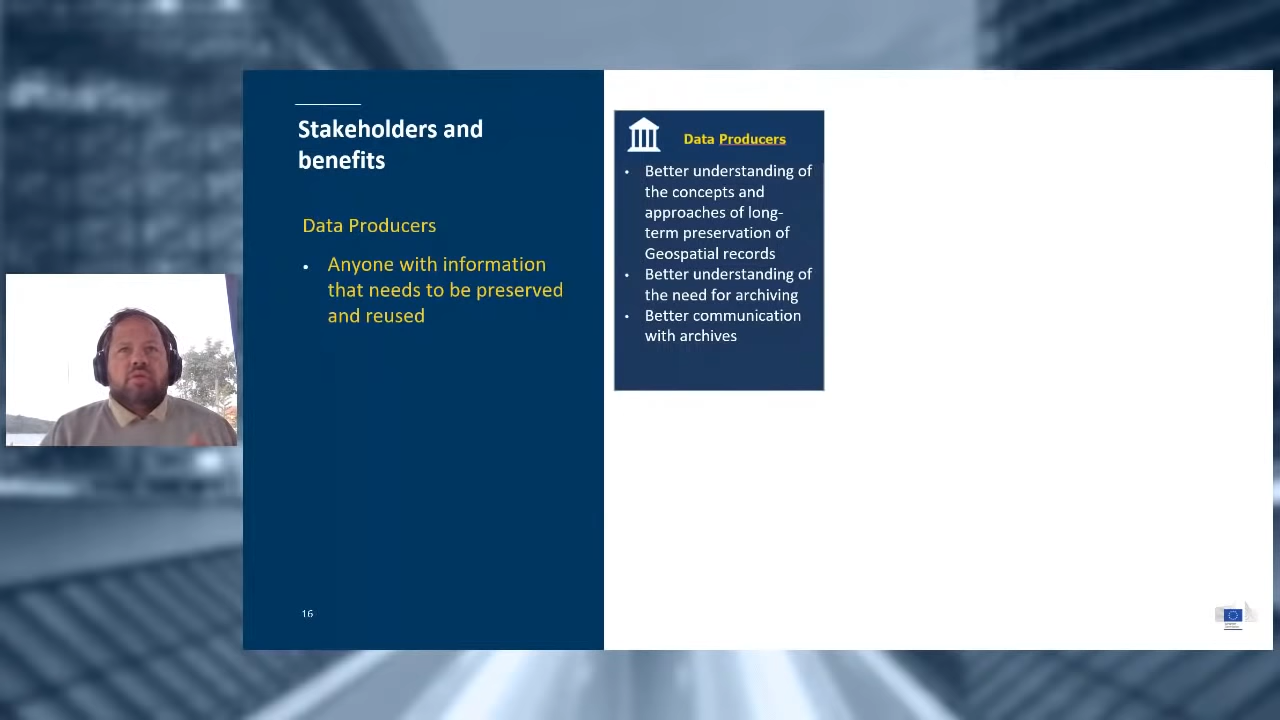 Stakeholders and
benefits
Data Producers
• Anyone with information
that needs to be preserved
and reused
16
Data Producers
• Better understanding of
the concepts and
approaches of long-
term preservation of
Geospatial records
• Better understanding of
the need for archiving
• Better communication
with archives